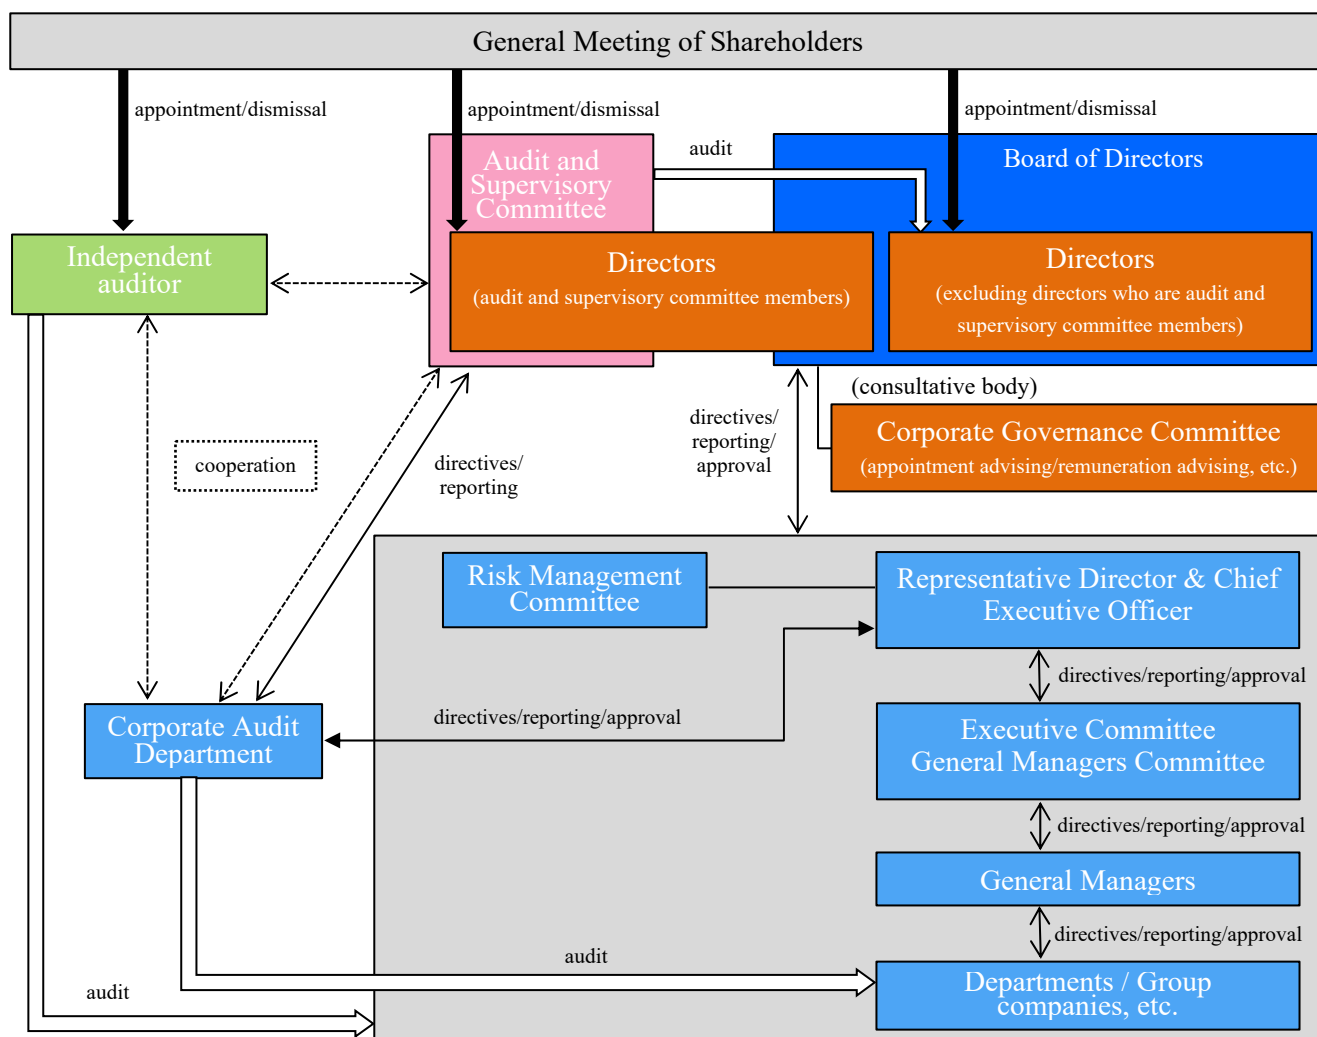 General Meeting of Shareholders
appointment/dismissal
appointment/dismissal
appointment/dismissal
Audit and
Supervisory
Committee
audit
Board of Directors
Independent
auditor
Directors
(audit and supervisory committee members)
Directors
(excluding directors who are audit and
supervisory committee members)
(consultative body)
Corporate Governance Committee
(appointment advising/remuneration advising, etc.)
directives/
reporting/
approval
cooperation
directives/
reporting
Risk Management
Committee
Representative Director & Chief
Executive Officer
directives/reporting/approval
Corporate Audit
Department
directives/reporting/approval
Executive Committee
General Managers Committee
directives/reporting/approval
General Managers
directives/reporting/approval
audit
Departments / Group
companies, etc.
audit